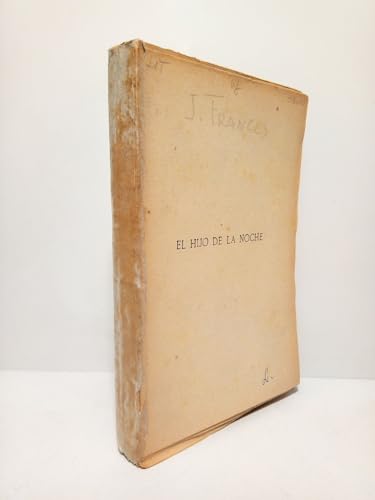 J. FRANCES
EL HIJO DE LA NOCHE